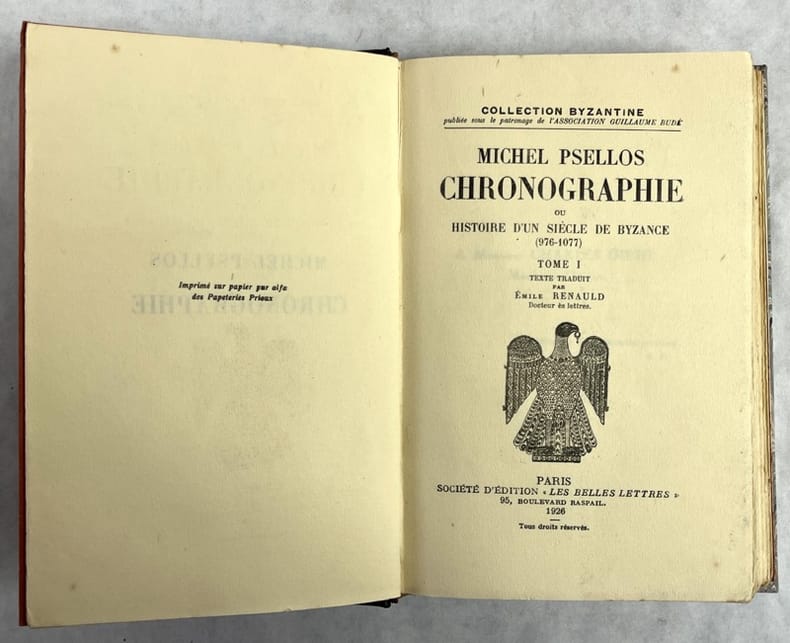 Imprimé sur papier pur alfa
des Papeteries Prioux
COLLECTION BYZANTINE
publiée sous le patronage de l'ASSOCIATION GUILLAUME BUDÉ
MICHEL PSELLOS
CHRONOGRAPHIE
OU
HISTOIRE D'UN SIÈCLE DE BYZANCE
(976-1077)
TOME I
TEXTE TRADUIT
PAR
ÉMILE RENAULD
Docteur ès lettres.
PARIS
SOCIÉTÉ D'ÉDITION « LES BELLES LETTRES »
95, BOULEVARD RASPAIL.
1926
Tous droits réservés.